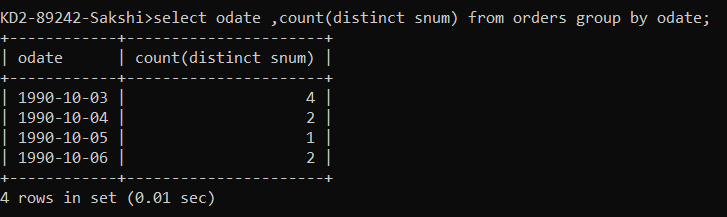 KD2-89242-Sakshi>select odate ,count(distinct snum) from orders group by odate;
+------------+----------------------+
| odate      | count(distinct snum) |
+------------+----------------------+
| 1990-10-03 |                    4 |
| 1990-10-04 |                    2 |
| 1990-10-05 |                    1 |
| 1990-10-06 |                    2 |
+------------+----------------------+
4 rows in set (0.01 sec)